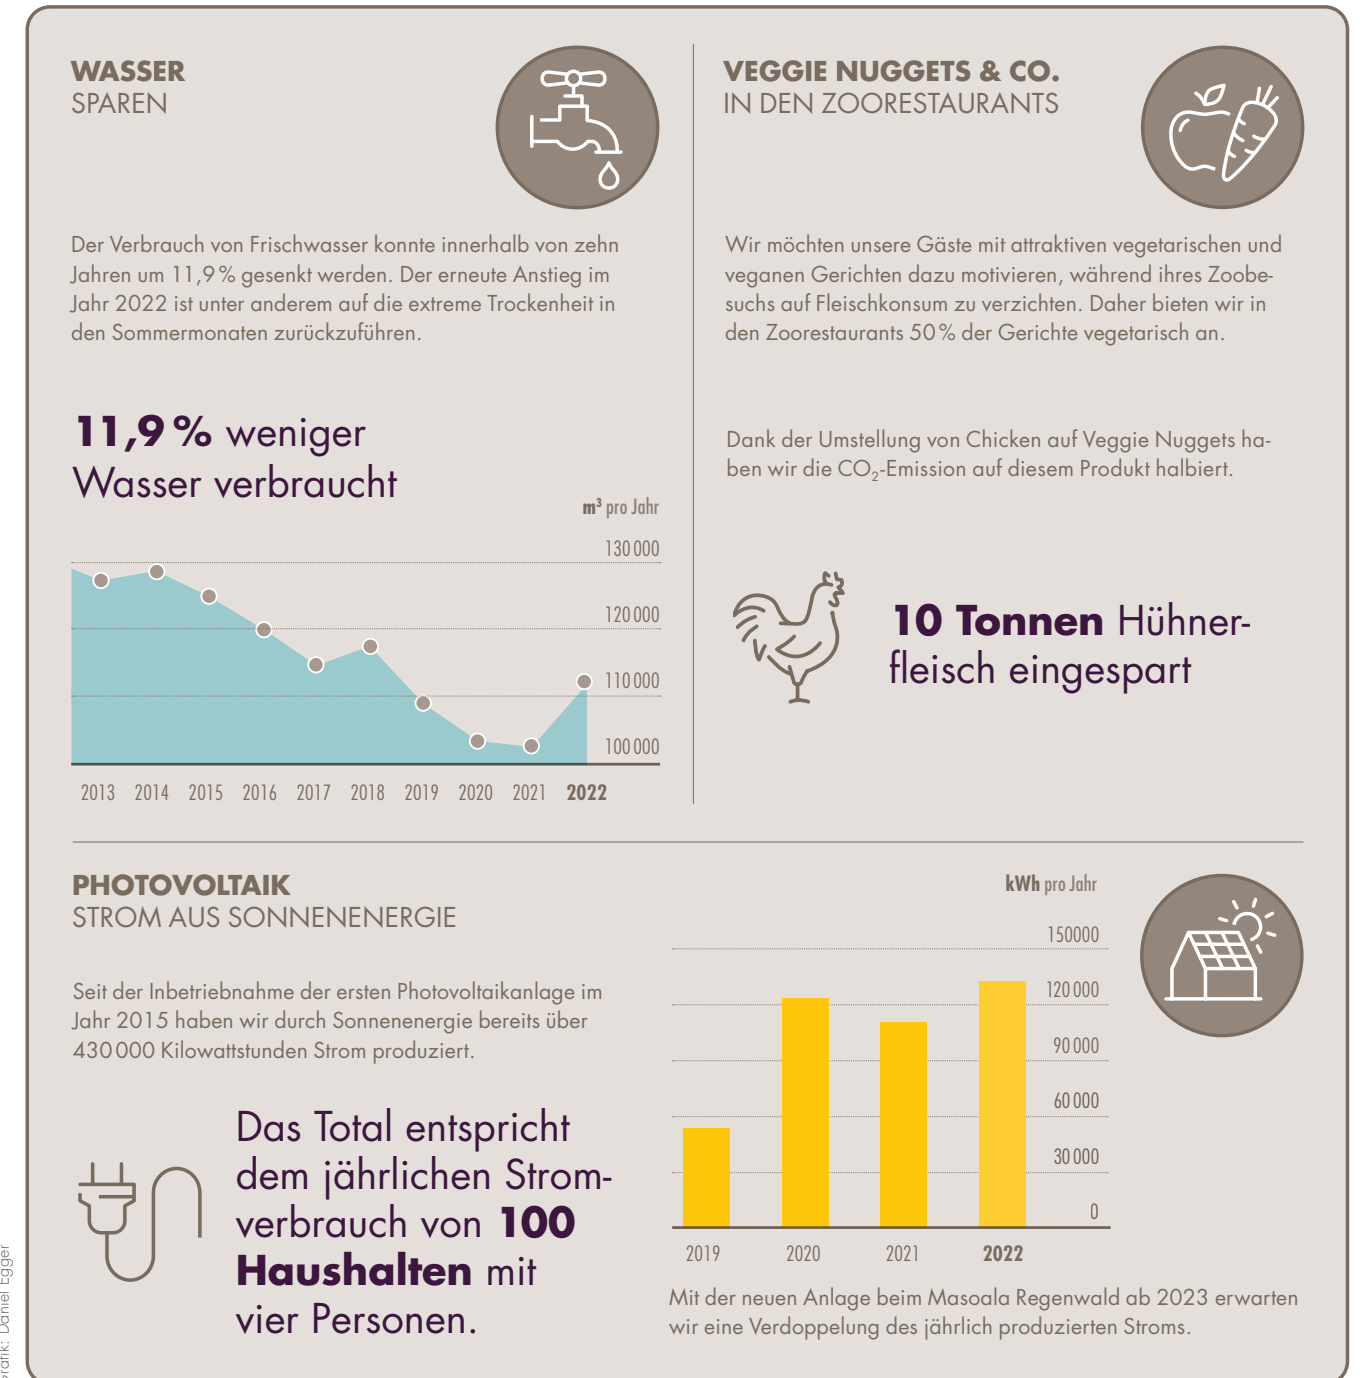 WASSER
SPAREN
Der Verbrauch von Frischwasser konnte innerhalb von zehn
Jahren um 11,9 % gesenkt werden. Der erneute Anstieg im
Jahr 2022 ist unter anderem auf die extreme Trockenheit in
den Sommermonaten zurückzuführen.
11,9 % weniger
Wasser verbraucht
m³ pro Jahr
130 000
120 000
110 000
100 000
2013 2014 2015 2016 2017 2018 2019 2020 2021 2022
VEGGIE NUGGETS & CO.
IN DEN ZOORESTAURANTS
Wir möchten unsere Gäste mit attraktiven vegetarischen und
veganen Gerichten dazu motivieren, während ihres Zoobe-
suchs auf Fleischkonsum zu verzichten. Daher bieten wir in
den Zoorestaurants 50 % der Gerichte vegetarisch an.
Dank der Umstellung von Chicken auf Veggie Nuggets ha-
ben wir die CO₂-Emission auf diesem Produkt halbiert.
10 Tonnen Hühner-
fleisch eingespart
PHOTOVOLTAIK
STROM AUS SONNENENERGIE
Seit der Inbetriebnahme der ersten Photovoltaikanlage im
Jahr 2015 haben wir durch Sonnenenergie bereits über
430 000 Kilowattstunden Strom produziert.
Das Total entspricht
dem jährlichen Strom-
verbrauch von 100
Haushalten mit
vier Personen.
kWh pro Jahr
150000
120 000
90 000
60 000
30 000
0
2019 2020 2021 2022
Mit der neuen Anlage beim Masoala Regenwald ab 2023 erwarten
wir eine Verdoppelung des jährlich produzierten Stroms.
Grafik: Daniel Egger